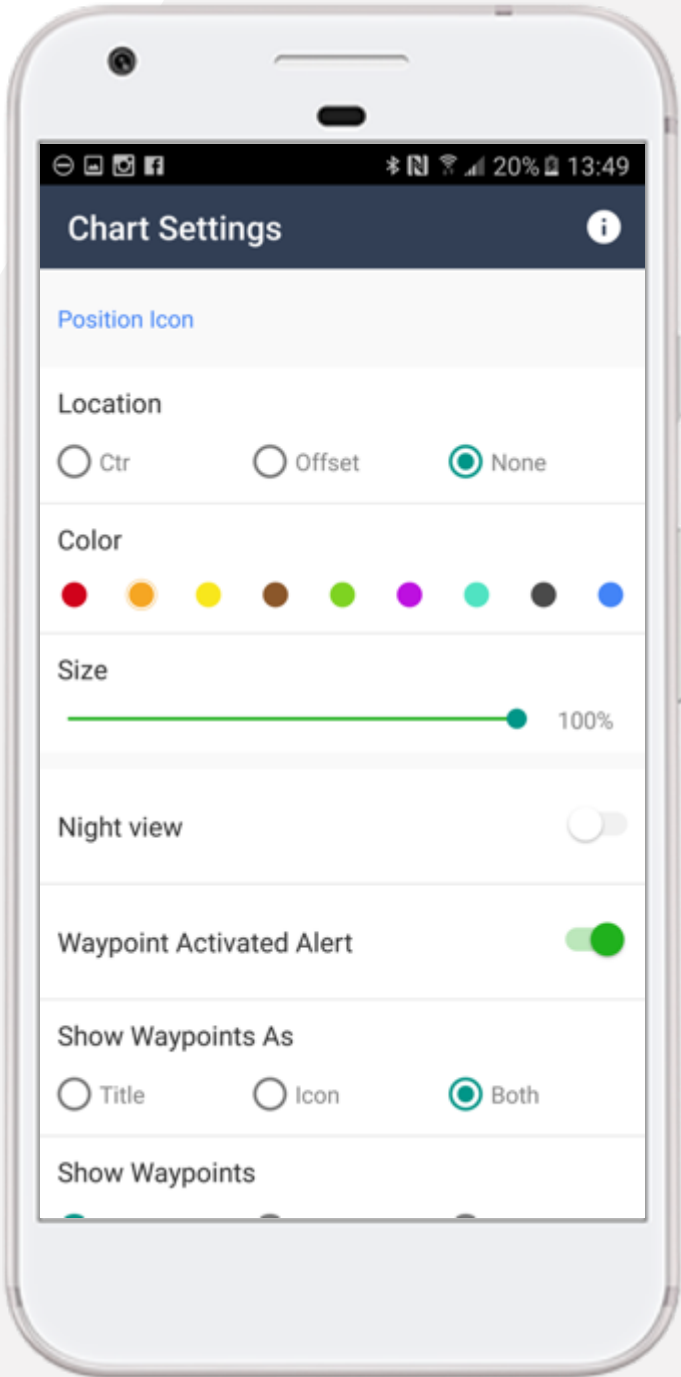 20% 13:49
Chart Settings
Position Icon
Location
Ctr Offset None
Color
Size
100%
Night view
Waypoint Activated Alert
Show Waypoints As
Title Icon Both
Show Waypoints